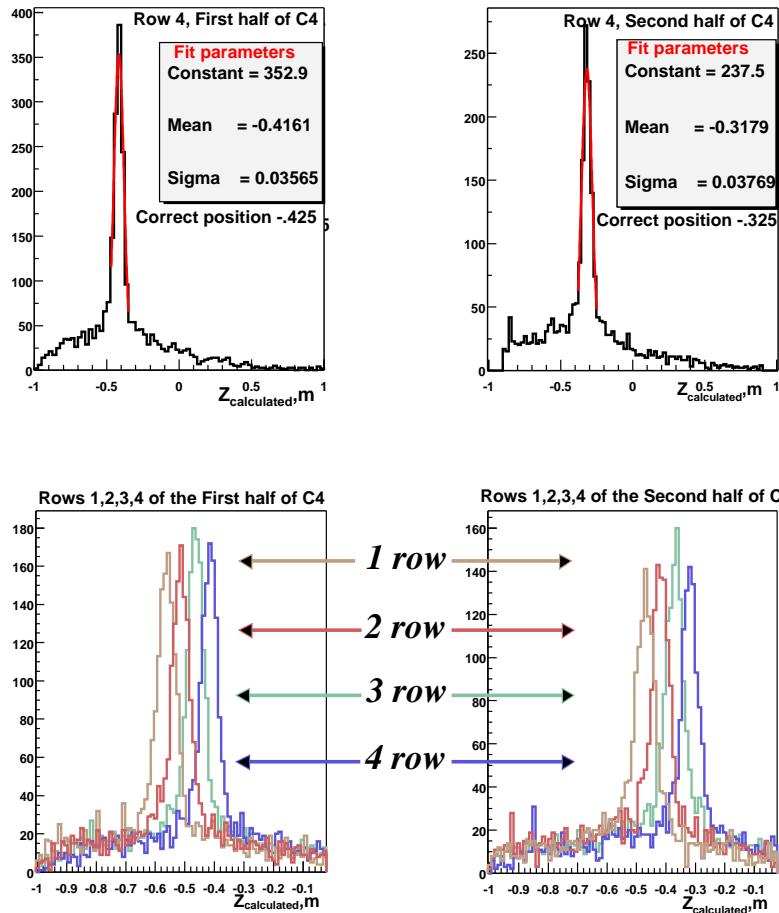 Row 4, First half of C4
Fit parameters
Constant = 352.9
Mean = -0.4161
Sigma = 0.03565
Correct position -.425
400
350
300
250
200
150
100
50
0
-1 -0.5 0 0.5 1
Zcalculated,m
Row 4, Second half of C4
Fit parameters
Constant = 237.5
Mean = -0.3179
Sigma = 0.03769
Correct position -.325
250
200
150
100
50
0
-1 -0.5 0 0.5 1
Zcalculated,m
Rows 1,2,3,4 of the First half of C4
180
160
140
120
100
80
60
40
20
0
-1 -0.9 -0.8 -0.7 -0.6 -0.5 -0.4 -0.3 -0.2 -0.1
Zcalculated,m
1 row
2 row
3 row
4 row
Rows 1,2,3,4 of the Second half of C
160
140
120
100
80
60
40
20
0
-1 -0.9 -0.8 -0.7 -0.6 -0.5 -0.4 -0.3 -0.2 -0.1
Zcalculated,m